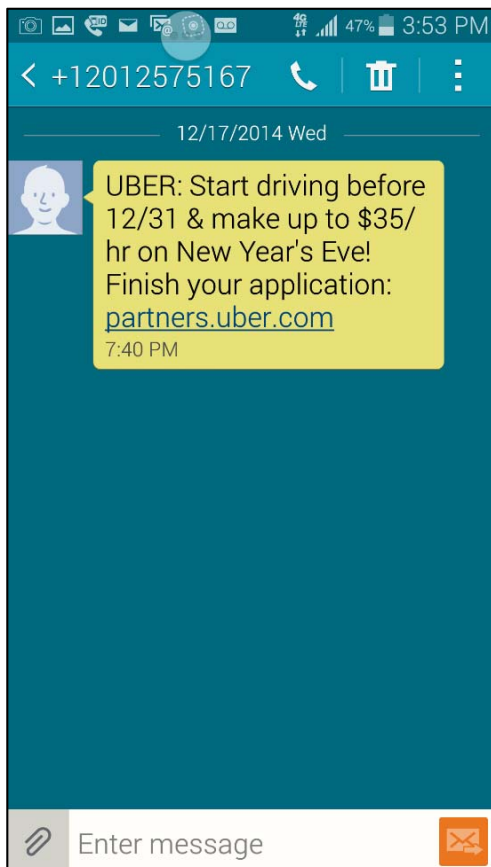 47% 3:53 PM
+12012575167
12/17/2014 Wed
UBER: Start driving before
12/31 & make up to $35/
hr on New Year's Eve!
Finish your application:
partners.uber.com
7:40 PM
Enter message